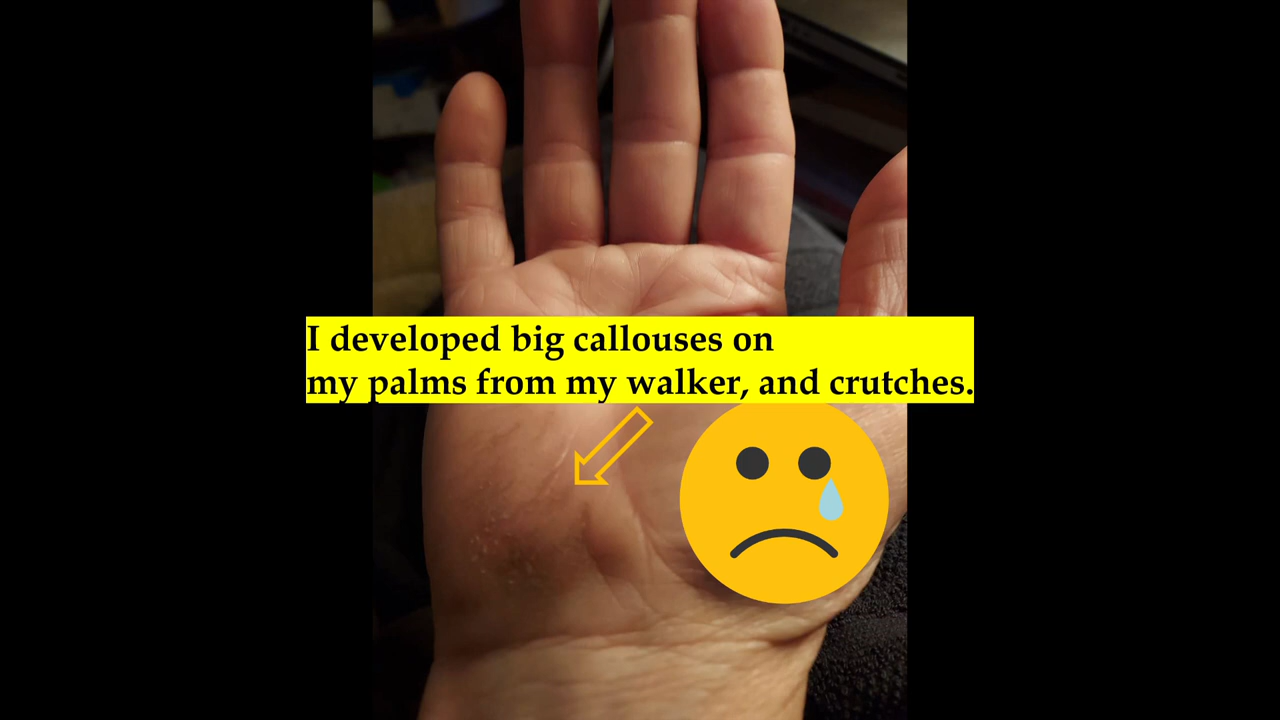 I developed big callouses on
my palms from my walker, and crutches.